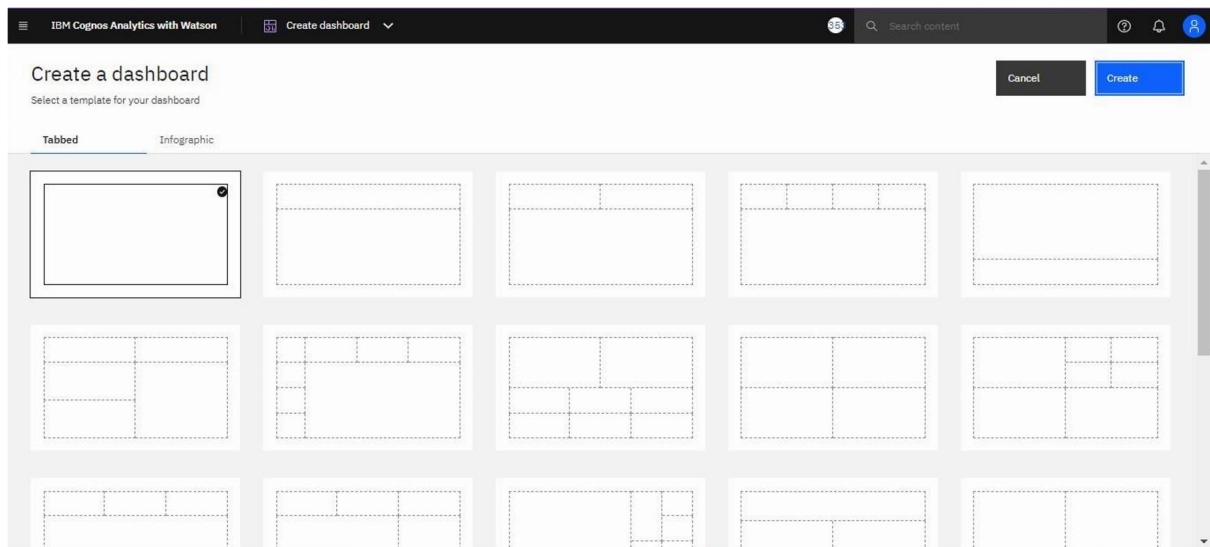 IBM Cognos Analytics with Watson
Create dashboard
Search content
Create a dashboard
Cancel
Create
Select a template for your dashboard
Tabbed
Infographic